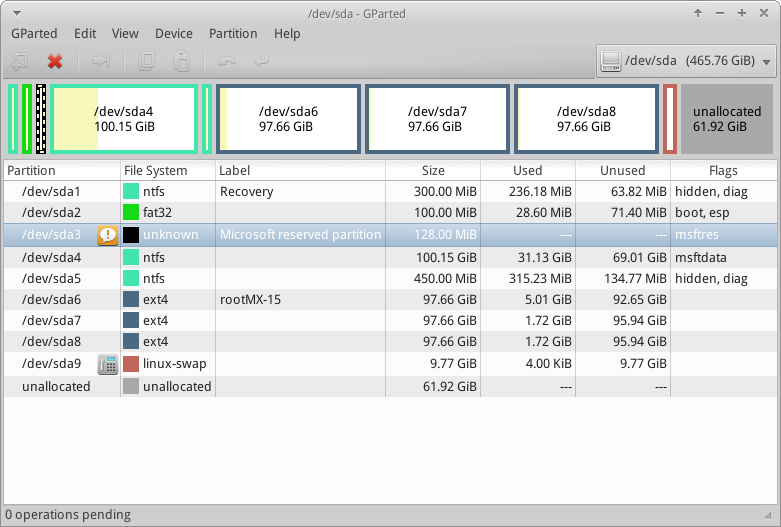 /dev/sda - GParted
GParted Edit View Device Partition Help
/dev/sda (465.76 GiB)
/dev/sda4 /dev/sda6 /dev/sda7 /dev/sda8 unallocated
100.15 GiB 97.66 GiB 97.66 GiB 97.66 GiB 61.92 GiB
Partition File System Label Size Used Unused Flags
/dev/sda1 ntfs Recovery 300.00 MiB 236.18 MiB 63.82 MiB hidden, diag
/dev/sda2 fat32 100.00 MiB 28.60 MiB 71.40 MiB boot, esp
/dev/sda3 unknown Microsoft reserved partition 128.00 MiB --- --- msftres
/dev/sda4 ntfs 100.15 GiB 31.13 GiB 69.01 GiB msftdata
/dev/sda5 ntfs 450.00 MiB 315.23 MiB 134.77 MiB hidden, diag
/dev/sda6 ext4 rootMX-15 97.66 GiB 5.01 GiB 92.65 GiB
/dev/sda7 ext4 97.66 GiB 1.72 GiB 95.94 GiB
/dev/sda8 ext4 97.66 GiB 1.72 GiB 95.94 GiB
/dev/sda9 linux-swap 9.77 GiB 4.00 KiB 9.77 GiB
unallocated unallocated 61.92 GiB --- ---
0 operations pending